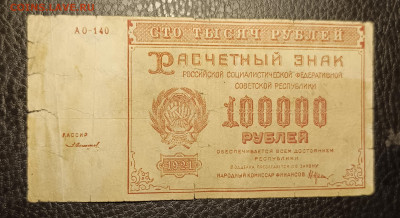 СТО ТЫСЯЧ РУБЛЕЙ
АО-140
РАСЧЕТНЫЙ ЗНАК
РОССИЙСКОЙ СОЦИАЛИСТИЧЕСКОЙ ФЕДЕРАТИВНОЙ
СОВЕТСКОЙ РЕСПУБЛИКИ
100000
РУБЛЕЙ
КАССИР
ОБЕСПЕЧИВАЕТСЯ ВСЕМ ДОСТОЯНИЕМ
РЕСПУБЛИКИ
1921
НАРОДНЫЙ КОМИССАР ФИНАНСОВ